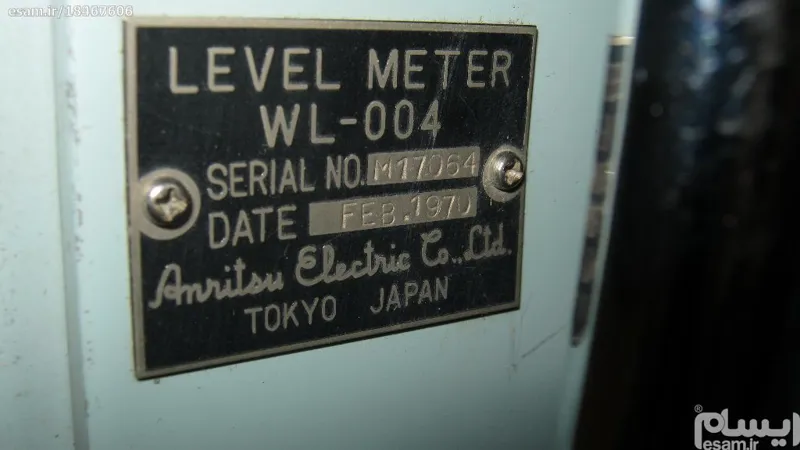 esam.ir/18467606
LEVEL METER
WL-004
SERIAL NO. M17064
DATE FEB.1970
Anritsu Electric Co., Ltd.
TOKYO JAPAN
ایسام®
esam.ir